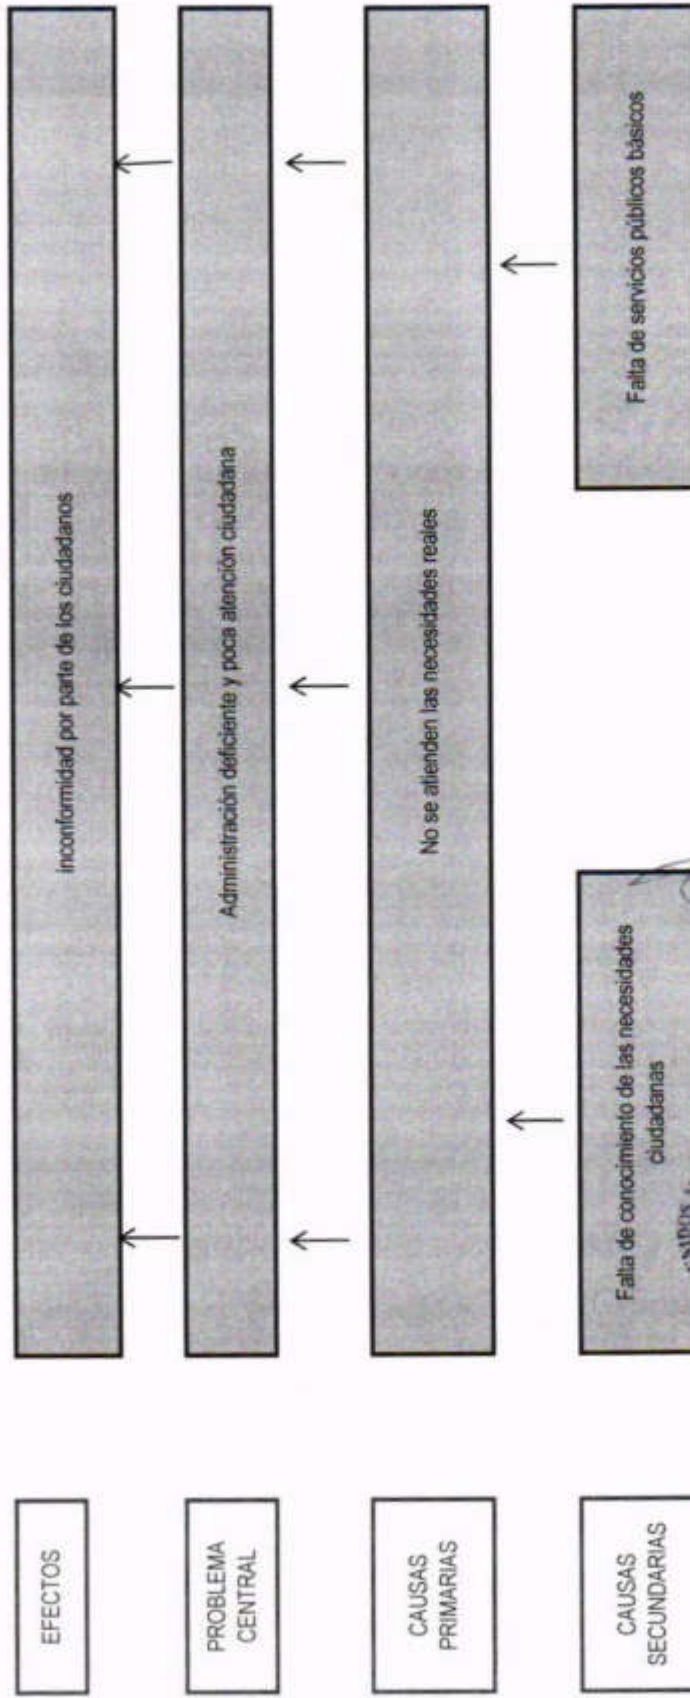 EFECTOS
inconformidad por parte de los ciudadanos
PROBLEMA
CENTRAL
Administración deficiente y poca atención ciudadana
CAUSAS
PRIMARIAS
No se atienden las necesidades reales
CAUSAS
SECUNDARIAS
Falta de conocimiento de las necesidades
ciudadanas
Falta de servicios públicos básicos